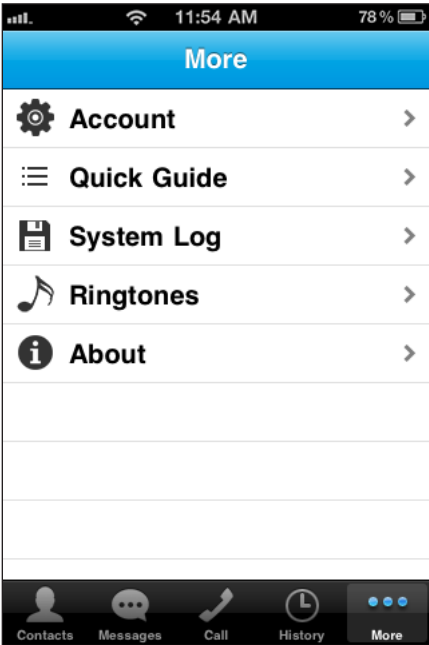 11:54 AM 78%
More
Account
Quick Guide
System Log
Ringtones
About
Contacts Messages Call History More